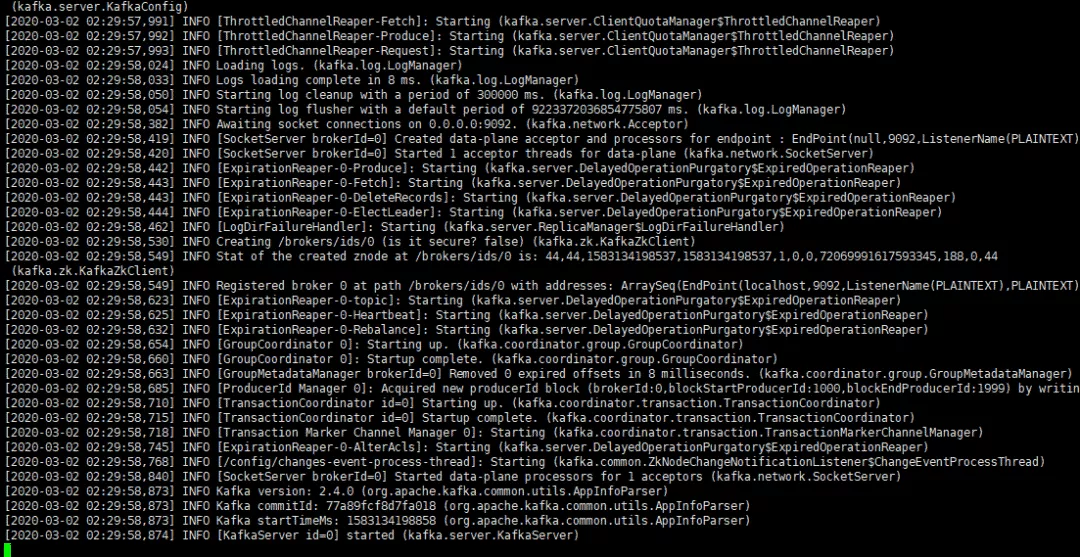 (kafka.server.KafkaConfig)
[2020-03-02 02:29:57,991] INFO [ThrottledChannelReaper-Fetch]: Starting (kafka.server.ClientQuotaManager$ThrottledChannelReaper)
[2020-03-02 02:29:57,992] INFO [ThrottledChannelReaper-Produce]: Starting (kafka.server.ClientQuotaManager$ThrottledChannelReaper)
[2020-03-02 02:29:57,993] INFO [ThrottledChannelReaper-Request]: Starting (kafka.server.ClientQuotaManager$ThrottledChannelReaper)
[2020-03-02 02:29:58,024] INFO Loading logs. (kafka.log.LogManager)
[2020-03-02 02:29:58,033] INFO Logs loading complete in 8 ms. (kafka.log.LogManager)
[2020-03-02 02:29:58,050] INFO Starting log cleanup with a period of 300000 ms. (kafka.log.LogManager)
[2020-03-02 02:29:58,054] INFO Starting log flusher with a default period of 9223372036854775807 ms. (kafka.log.LogManager)
[2020-03-02 02:29:58,382] INFO Awaiting socket connections on 0.0.0.0:9092. (kafka.network.Acceptor)
[2020-03-02 02:29:58,419] INFO [SocketServer brokerId=0] Created data-plane acceptor and processors for endpoint : EndPoint(null,9092,ListenerName(PLAINTEXT)
[2020-03-02 02:29:58,420] INFO [SocketServer brokerId=0] Started 1 acceptor threads for data-plane (kafka.network.SocketServer)
[2020-03-02 02:29:58,442] INFO [ExpirationReaper-0-Produce]: Starting (kafka.server.DelayedOperationPurgatory$ExpiredOperationReaper)
[2020-03-02 02:29:58,443] INFO [ExpirationReaper-0-Fetch]: Starting (kafka.server.DelayedOperationPurgatory$ExpiredOperationReaper)
[2020-03-02 02:29:58,443] INFO [ExpirationReaper-0-DeleteRecords]: Starting (kafka.server.DelayedOperationPurgatory$ExpiredOperationReaper)
[2020-03-02 02:29:58,444] INFO [ExpirationReaper-0-ElectLeader]: Starting (kafka.server.DelayedOperationPurgatory$ExpiredOperationReaper)
[2020-03-02 02:29:58,462] INFO [LogDirFailureHandler]: Starting (kafka.server.ReplicaManager$LogDirFailureHandler)
[2020-03-02 02:29:58,530] INFO Creating /brokers/ids/0 (is it secure? false) (kafka.zk.KafkaZkClient)
[2020-03-02 02:29:58,549] INFO Stat of the created znode at /brokers/ids/0 is: 44,44,1583134198537,1583134198537,1,0,0,72069991617593345,188,0,44
(kafka.zk.KafkaZkClient)
[2020-03-02 02:29:58,549] INFO Registered broker 0 at path /brokers/ids/0 with addresses: ArraySeq(EndPoint(localhost,9092,ListenerName(PLAINTEXT),PLAINTEXT)
[2020-03-02 02:29:58,623] INFO [ExpirationReaper-0-topic]: Starting (kafka.server.DelayedOperationPurgatory$ExpiredOperationReaper)
[2020-03-02 02:29:58,625] INFO [ExpirationReaper-0-Heartbeat]: Starting (kafka.server.DelayedOperationPurgatory$ExpiredOperationReaper)
[2020-03-02 02:29:58,632] INFO [ExpirationReaper-0-Rebalance]: Starting (kafka.server.DelayedOperationPurgatory$ExpiredOperationReaper)
[2020-03-02 02:29:58,654] INFO [GroupCoordinator 0]: Starting up. (kafka.coordinator.group.GroupCoordinator)
[2020-03-02 02:29:58,660] INFO [GroupCoordinator 0]: Startup complete. (kafka.coordinator.group.GroupCoordinator)
[2020-03-02 02:29:58,663] INFO [GroupMetadataManager brokerId=0] Removed 0 expired offsets in 8 milliseconds. (kafka.coordinator.group.GroupMetadataManager)
[2020-03-02 02:29:58,685] INFO [ProducerId Manager 0]: Acquired new producerId block (brokerId:0,blockStartProducerId:1000,blockEndProducerId:1999) by writin
[2020-03-02 02:29:58,710] INFO [TransactionCoordinator id=0] Starting up. (kafka.coordinator.transaction.TransactionCoordinator)
[2020-03-02 02:29:58,715] INFO [TransactionCoordinator id=0] Startup complete. (kafka.coordinator.transaction.TransactionCoordinator)
[2020-03-02 02:29:58,718] INFO [Transaction Marker Channel Manager 0]: Starting (kafka.coordinator.transaction.TransactionMarkerChannelManager)
[2020-03-02 02:29:58,745] INFO [ExpirationReaper-0-AlterAcls]: Starting (kafka.server.DelayedOperationPurgatory$ExpiredOperationReaper)
[2020-03-02 02:29:58,768] INFO [/config/changes-event-process-thread]: Starting (kafka.common.ZkNodeChangeNotificationListener$ChangeEventProcessThread)
[2020-03-02 02:29:58,840] INFO [SocketServer brokerId=0] Started data-plane processors for 1 acceptors (kafka.network.SocketServer)
[2020-03-02 02:29:58,873] INFO Kafka version: 2.4.0 (org.apache.kafka.common.utils.AppInfoParser)
[2020-03-02 02:29:58,873] INFO Kafka commitId: 77a89fcf8d7fa018 (org.apache.kafka.common.utils.AppInfoParser)
[2020-03-02 02:29:58,873] INFO Kafka startTimeMs: 1583134198858 (org.apache.kafka.common.utils.AppInfoParser)
[2020-03-02 02:29:58,874] INFO [KafkaServer id=0] started (kafka.server.KafkaServer)